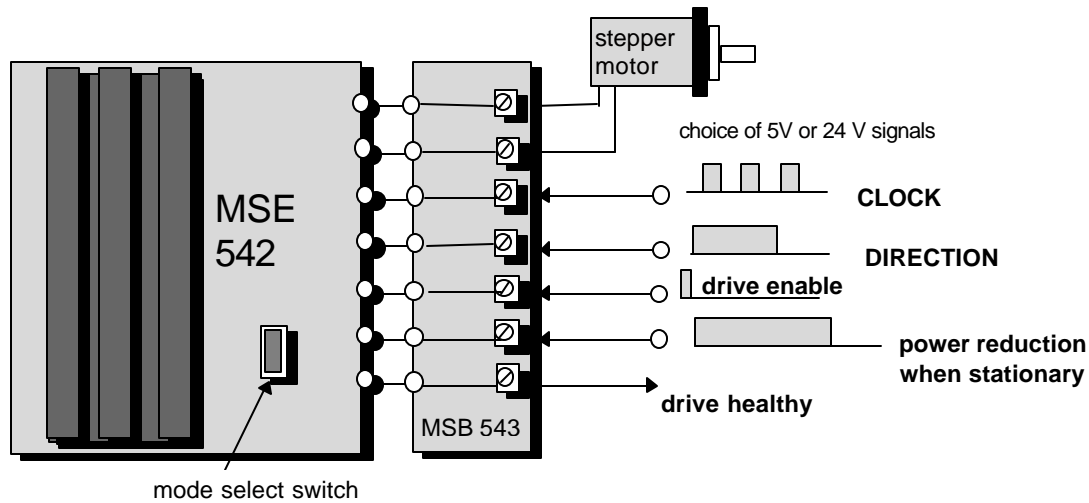 stepper
motor
choice of 5V or 24 V signals
MSE
542
CLOCK
DIRECTION
drive enable
power reduction
when stationary
drive healthy
MSB 543
mode select switch